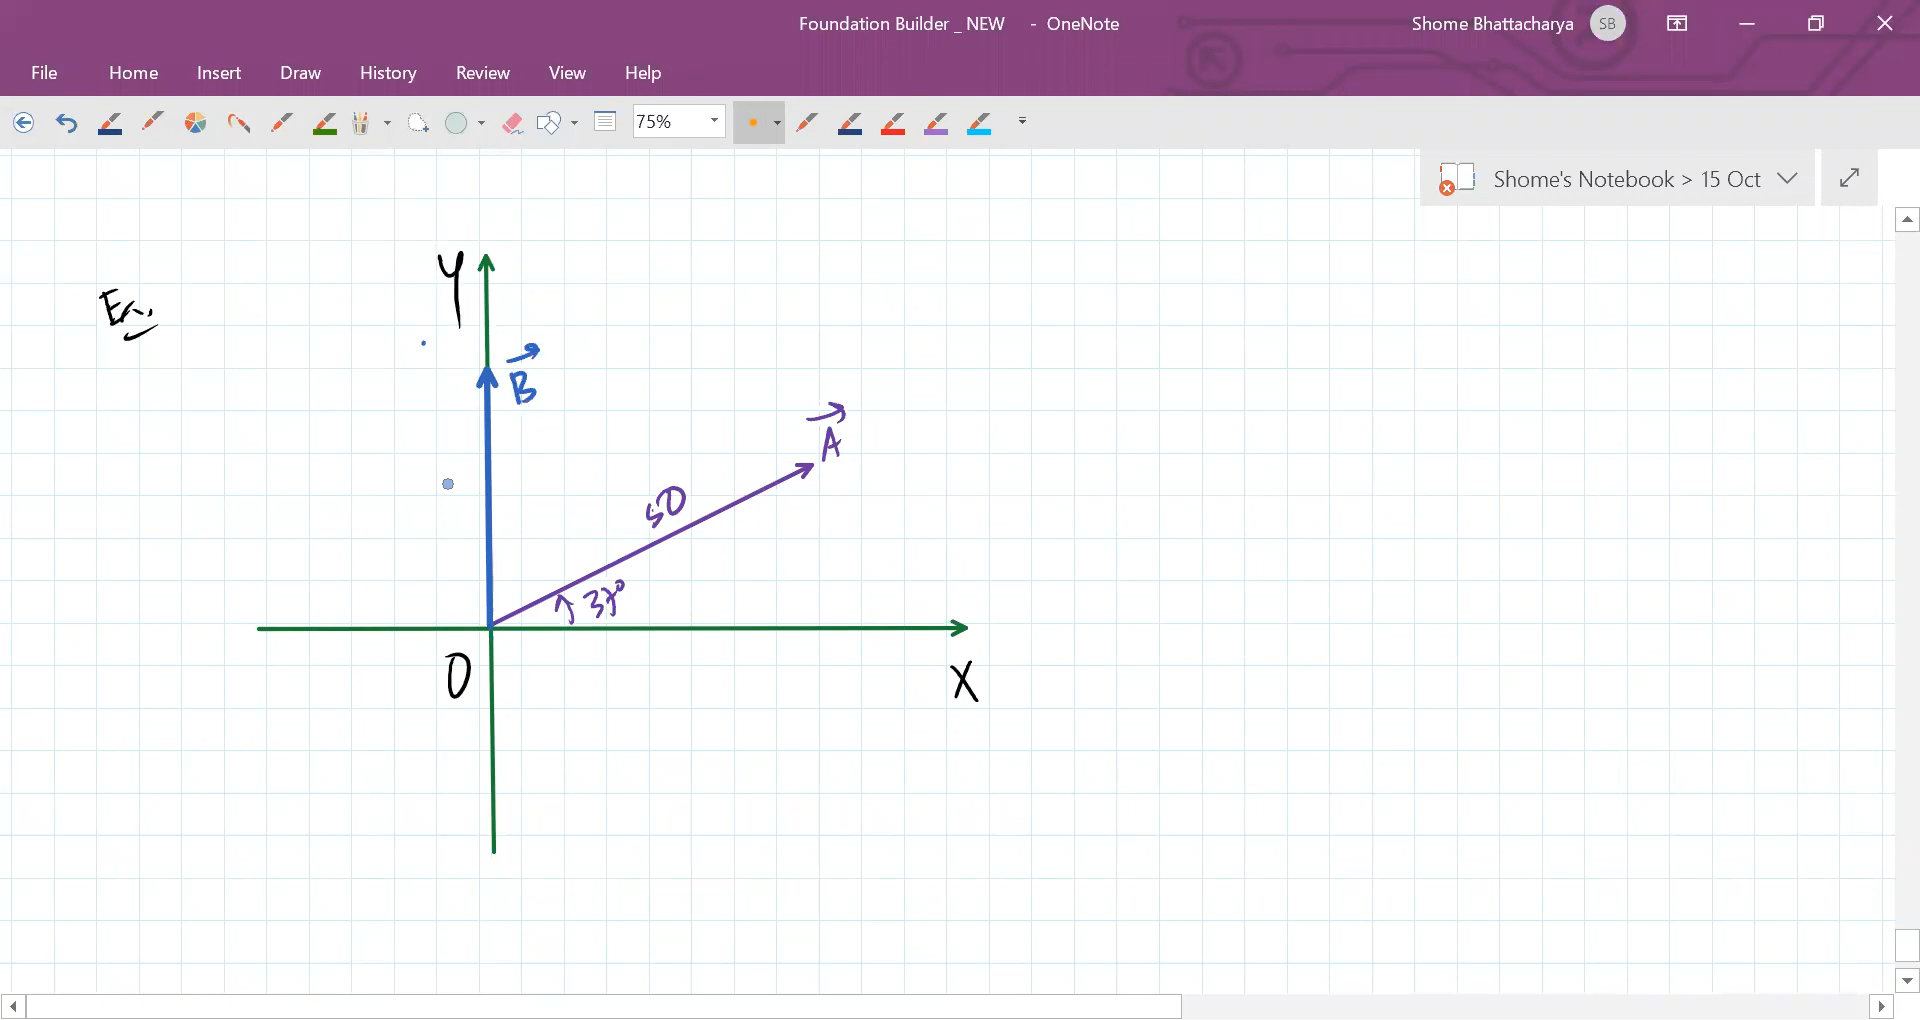 Foundation Builder _ NEW - OneNote
Shome Bhattacharya SB
File Home Insert Draw History Review View Help
75%
Shome's Notebook > 15 Oct
Y
Ex.
B
A
50
37°
O
X